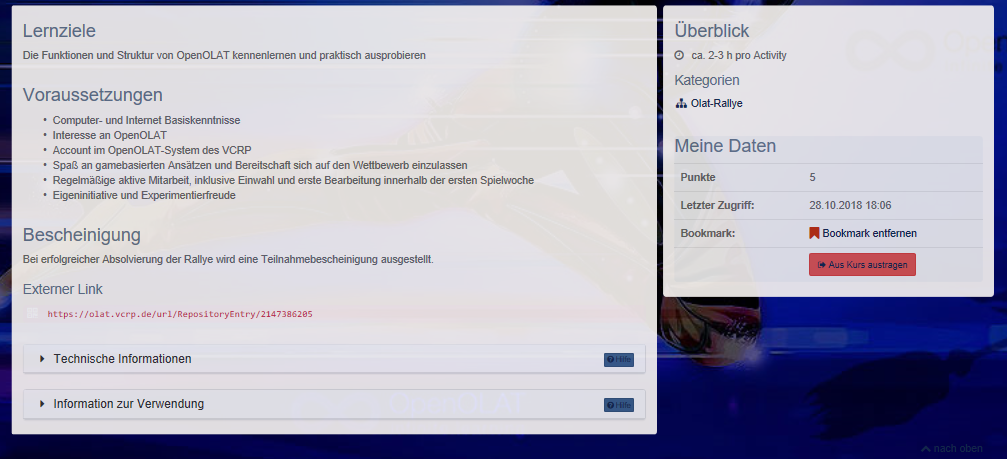 Lernziele
Die Funktionen und Struktur von OpenOLAT kennenlernen und praktisch ausprobieren
Voraussetzungen
• Computer- und Internet Basiskenntnisse
• Interesse an OpenOLAT
• Account im OpenOLAT-System des VCRP
• Spaß an gamebasierten Ansätzen und Bereitschaft sich auf den Wettbewerb einzulassen
• Regelmäßige aktive Mitarbeit, inklusive Einwahl und erste Bearbeitung innerhalb der ersten Spielwoche
• Eigeninitiative und Experimentierfreude
Bescheinigung
Bei erfolgreicher Absolvierung der Rallye wird eine Teilnahmebescheinigung ausgestellt.
Externer Link
https://olat.vcrp.de/url/RepositoryEntry/2147386205
Technische Informationen
Hilfe
Information zur Verwendung
Hilfe
Überblick
ca. 2-3 h pro Activity
Kategorien
Olat-Rallye
Meine Daten
Punkte 5
Letzter Zugriff: 28.10.2018 18:06
Bookmark: Bookmark entfernen
Aus Kurs austragen
nach oben